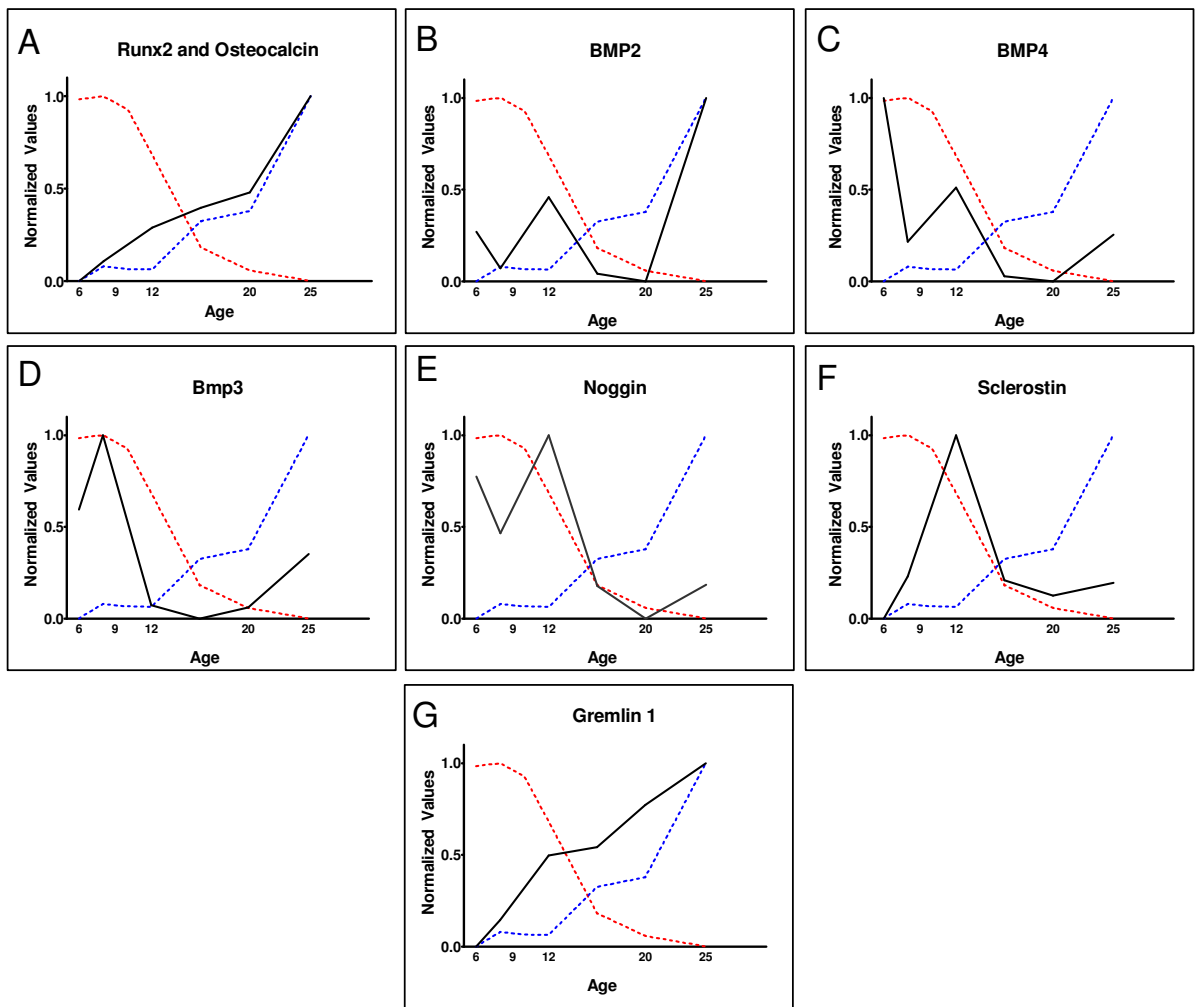 A
Runx2 and Osteocalcin
Normalized Values
1.0
0.5
0.0
6 9 12 20 25
Age
B
BMP2
Normalized Values
1.0
0.5
0.0
6 9 12 20 25
Age
C
BMP4
Normalized Values
1.0
0.5
0.0
6 9 12 20 25
Age
D
Bmp3
Normalized Values
1.0
0.5
0.0
6 9 12 20 25
Age
E
Noggin
Normalized Values
1.0
0.5
0.0
6 9 12 20 25
Age
F
Sclerostin
Normalized Values
1.0
0.5
0.0
6 9 12 20 25
Age
G
Gremlin 1
Normalized Values
1.0
0.5
0.0
6 9 12 20 25
Age